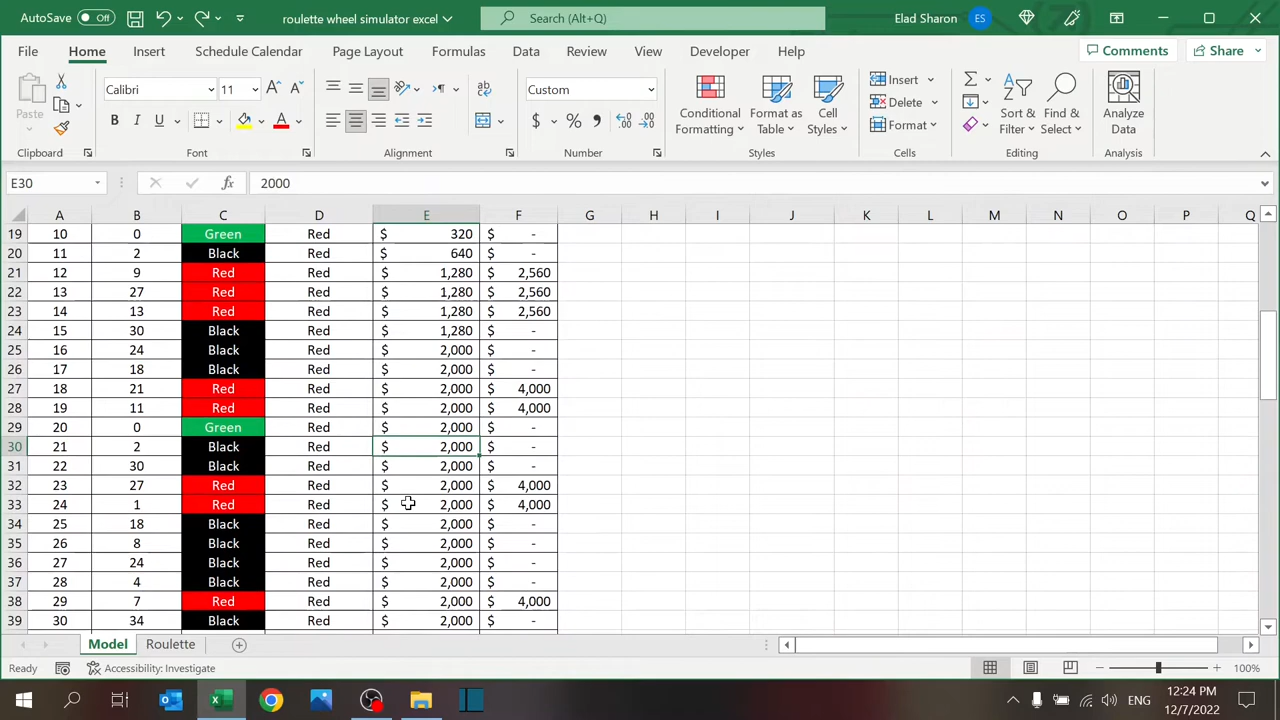 AutoSave Off roulette wheel simulator excel Search (Alt+Q) Elad Sharon ES
File Home Insert Schedule Calendar Page Layout Formulas Data Review View Developer Help Comments Share
Paste Calibri 11 Custom Conditional Formatting Format as Table Cell Styles Insert Delete Format Sort & Filter Find & Select Analyze Data
Clipboard Font Alignment Number Styles Cells Editing Analysis
E30 fx 2000
A B C D E F G H I J K L M N O P Q
19 10 0 Green Red $ 320 $ -
20 11 2 Black Red $ 640 $ -
21 12 9 Red Red $ 1,280 $ 2,560
22 13 27 Red Red $ 1,280 $ 2,560
23 14 13 Red Red $ 1,280 $ 2,560
24 15 30 Black Red $ 1,280 $ -
25 16 24 Black Red $ 2,000 $ -
26 17 18 Black Red $ 2,000 $ -
27 18 21 Red Red $ 2,000 $ 4,000
28 19 11 Red Red $ 2,000 $ 4,000
29 20 0 Green Red $ 2,000 $ -
30 21 2 Black Red $ 2,000 $ -
31 22 30 Black Red $ 2,000 $ -
32 23 27 Red Red $ 2,000 $ 4,000
33 24 1 Red Red $ 2,000 $ 4,000
34 25 18 Black Red $ 2,000 $ -
35 26 8 Black Red $ 2,000 $ -
36 27 24 Black Red $ 2,000 $ -
37 28 4 Black Red $ 2,000 $ -
38 29 7 Red Red $ 2,000 $ 4,000
39 30 34 Black Red $ 2,000 $ -
Model Roulette
Ready Accessibility: Investigate 100%
ENG 12:24 PM
12/7/2022